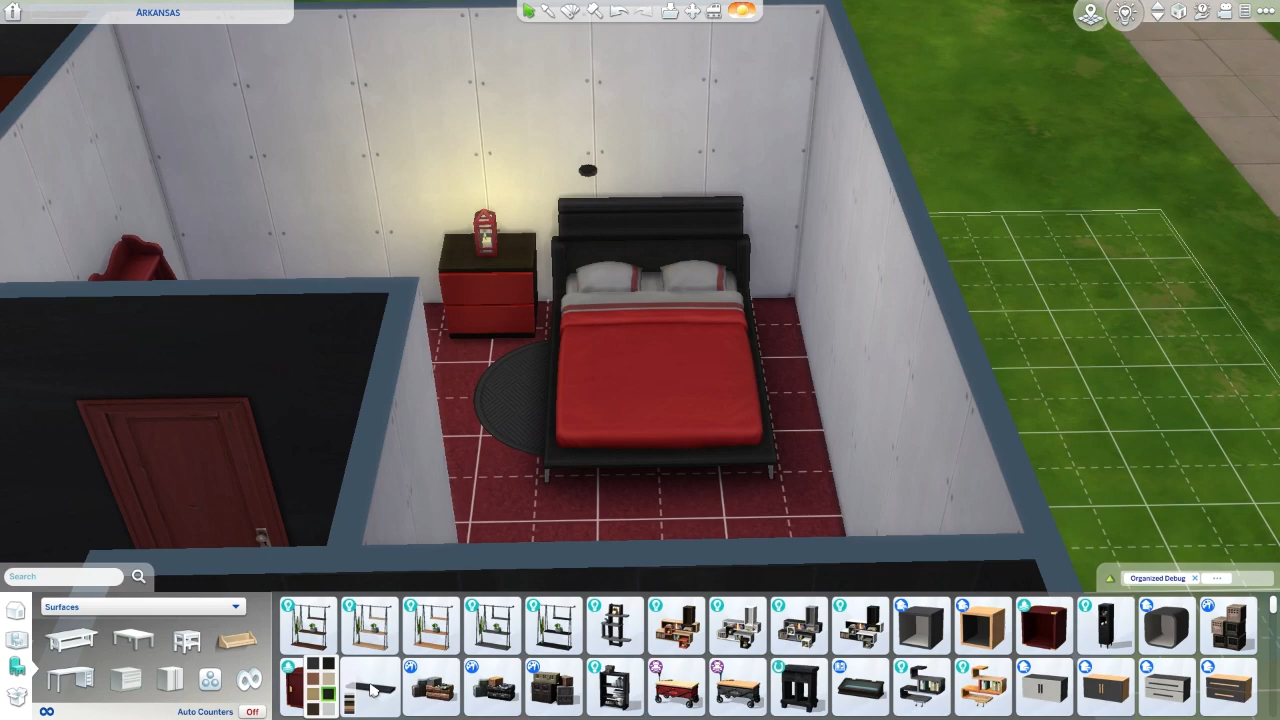 ARKANSAS
Search
Organized Debug
Surfaces
Auto Counters Off